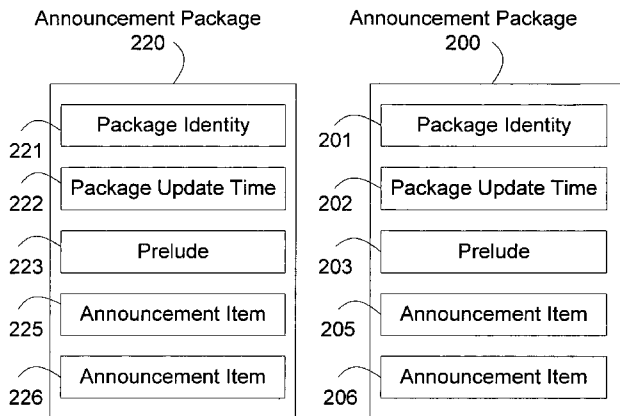 Announcement Package
220
Package Identity
221
Package Update Time
222
Prelude
223
Announcement Item
225
Announcement Item
226
Announcement Package
200
Package Identity
201
Package Update Time
202
Prelude
203
Announcement Item
205
Announcement Item
206